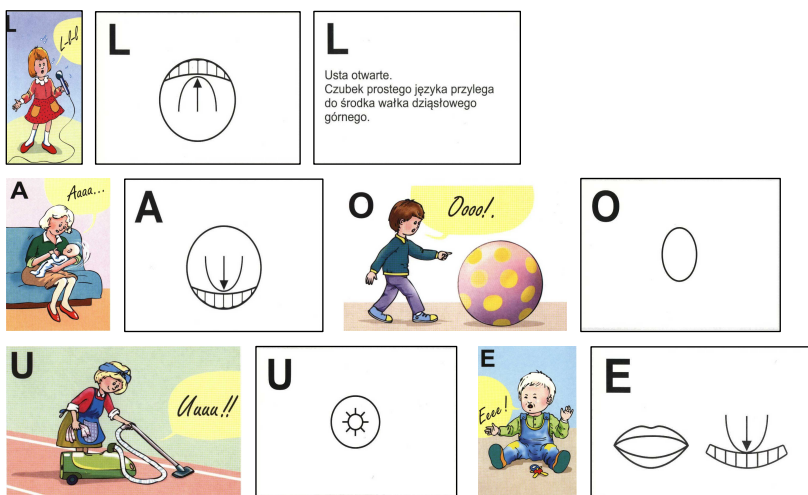 L
L-l-l
L
L
Usta otwarte.
Czubek prostego języka przylega
do środka wałka dziąsłowego
górnego.
A
Aaaa...
A
O
Oooo!.
O
U
Uuuu!!
U
E
Eeee!
E